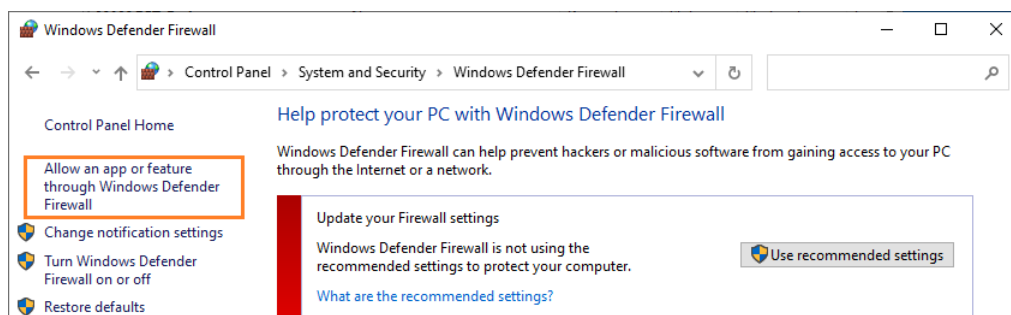 Windows Defender Firewall
Control Panel > System and Security > Windows Defender Firewall
Control Panel Home
Allow an app or feature
through Windows Defender
Firewall
Change notification settings
Turn Windows Defender
Firewall on or off
Restore defaults
Help protect your PC with Windows Defender Firewall
Windows Defender Firewall can help prevent hackers or malicious software from gaining access to your PC
through the Internet or a network.
Update your Firewall settings
Windows Defender Firewall is not using the
recommended settings to protect your computer.
Use recommended settings
What are the recommended settings?